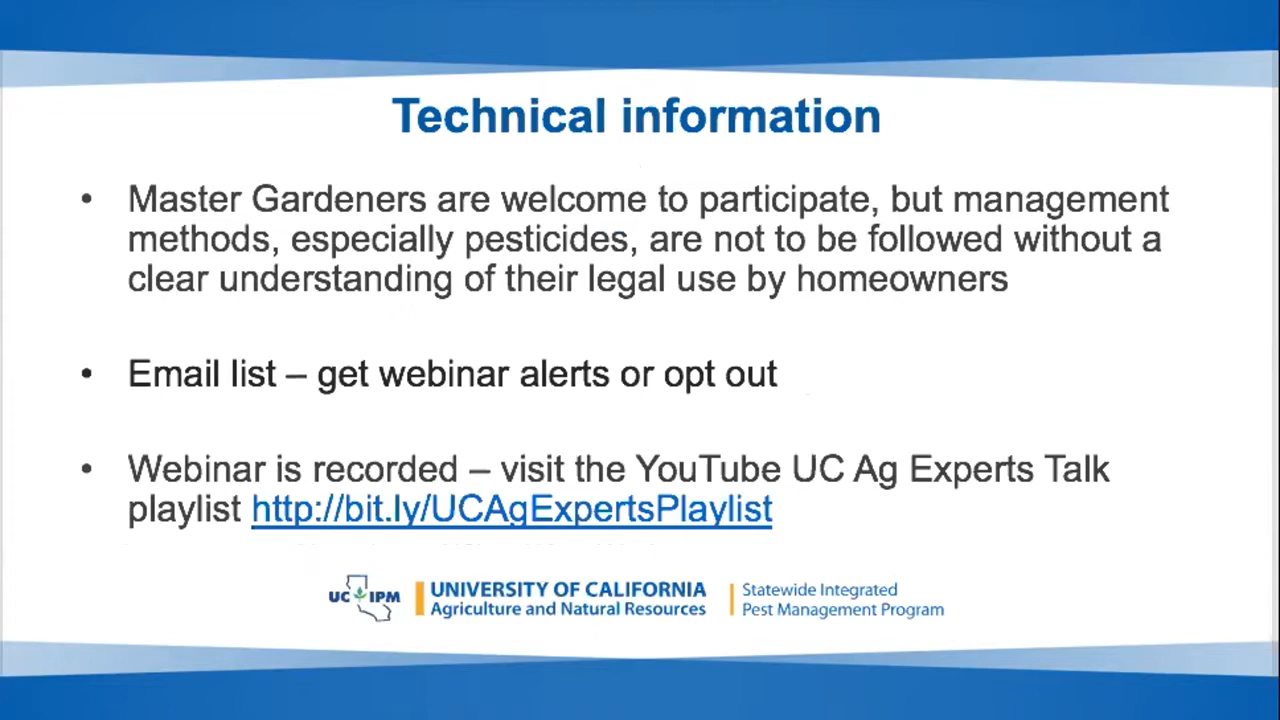 Technical information
• Master Gardeners are welcome to participate, but management
methods, especially pesticides, are not to be followed without a
clear understanding of their legal use by homeowners
• Email list – get webinar alerts or opt out
• Webinar is recorded – visit the YouTube UC Ag Experts Talk
playlist http://bit.ly/UCAgExpertsPlaylist
UC IPM
UNIVERSITY OF CALIFORNIA
Agriculture and Natural Resources
Statewide Integrated
Pest Management Program